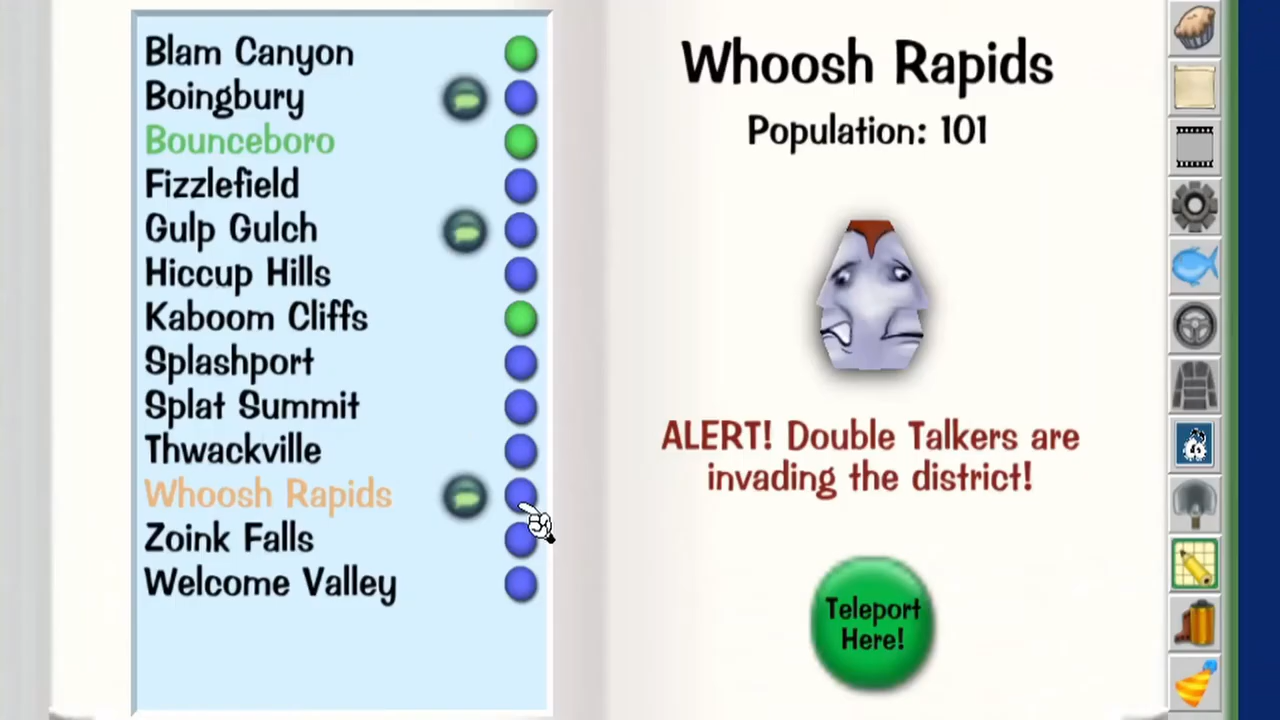 Blam Canyon
Boingbury
Bounceboro
Fizzlefield
Gulp Gulch
Hiccup Hills
Kaboom Cliffs
Splashport
Splat Summit
Thwackville
Whoosh Rapids
Zoink Falls
Welcome Valley
Whoosh Rapids
Population: 101
ALERT! Double Talkers are
invading the district!
Teleport
Here!